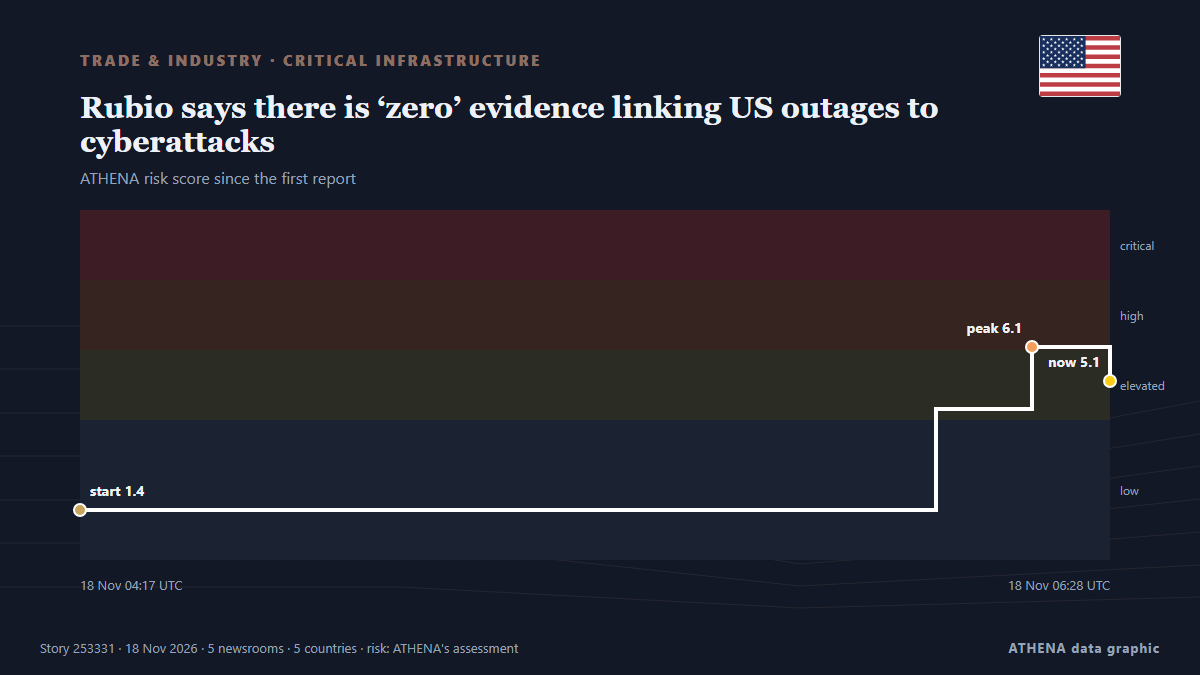 TRADE & INDUSTRY · CRITICAL INFRASTRUCTURE
Rubio says there is ‘zero’ evidence linking US outages to
cyberattacks
ATHENA risk score since the first report
critical
high
peak 6.1
now 5.1
elevated
start 1.4
low
18 Nov 04:17 UTC
18 Nov 06:28 UTC
Story 253331 · 18 Nov 2026 · 5 newsrooms · 5 countries · risk: ATHENA's assessment
ATHENA data graphic